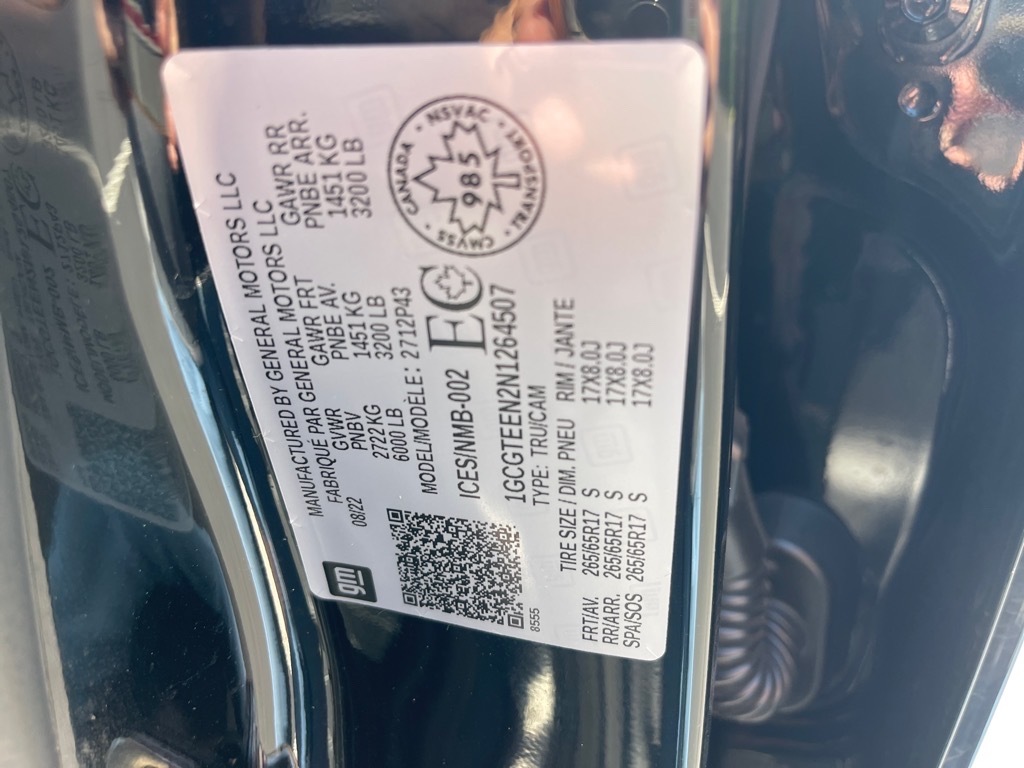 MANUFACTURED BY GENERAL MOTORS LLC
FABRIQUÉ PAR GENERAL MOTORS LLC
gm
08/22
GVWR GAWR FRT GAWR RR
PNBV PNBE AV. PNBE ARR.
2722 KG 1451 KG 1451 KG
6000 LB 3200 LB 3200 LB
MODEL/MODÈLE: 2712P43
ICES/NMB-002 EC
CANADA · NSVAC · TRANSPORT · CMVSS
985
1GCGTEEN2N1264507
TYPE: TRU/CAM
8555
TIRE SIZE / DIM. PNEU RIM / JANTE
FRT/AV. 265/65R17 S 17X8.0J
RR/ARR. 265/65R17 S 17X8.0J
SPA/SOS 265/65R17 S 17X8.0J